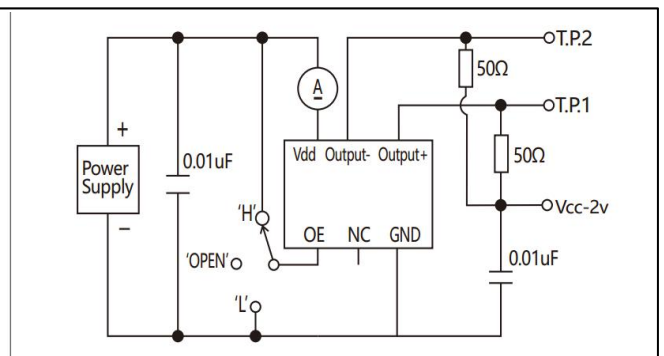 T.P.2
50Ω
A
T.P.1
+
Vdd Output- Output+
50Ω
0.01uF
Power
Supply
'H'
Vcc-2v
−
OE NC GND
'OPEN'
0.01uF
'L'